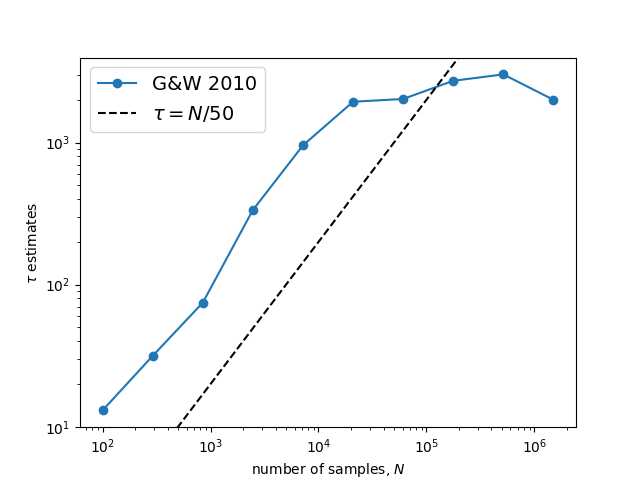 G&W 2010
τ = N/50
10³
10²
10¹
τ estimates
10² 10³ 10⁴ 10⁵ 10⁶
number of samples, N